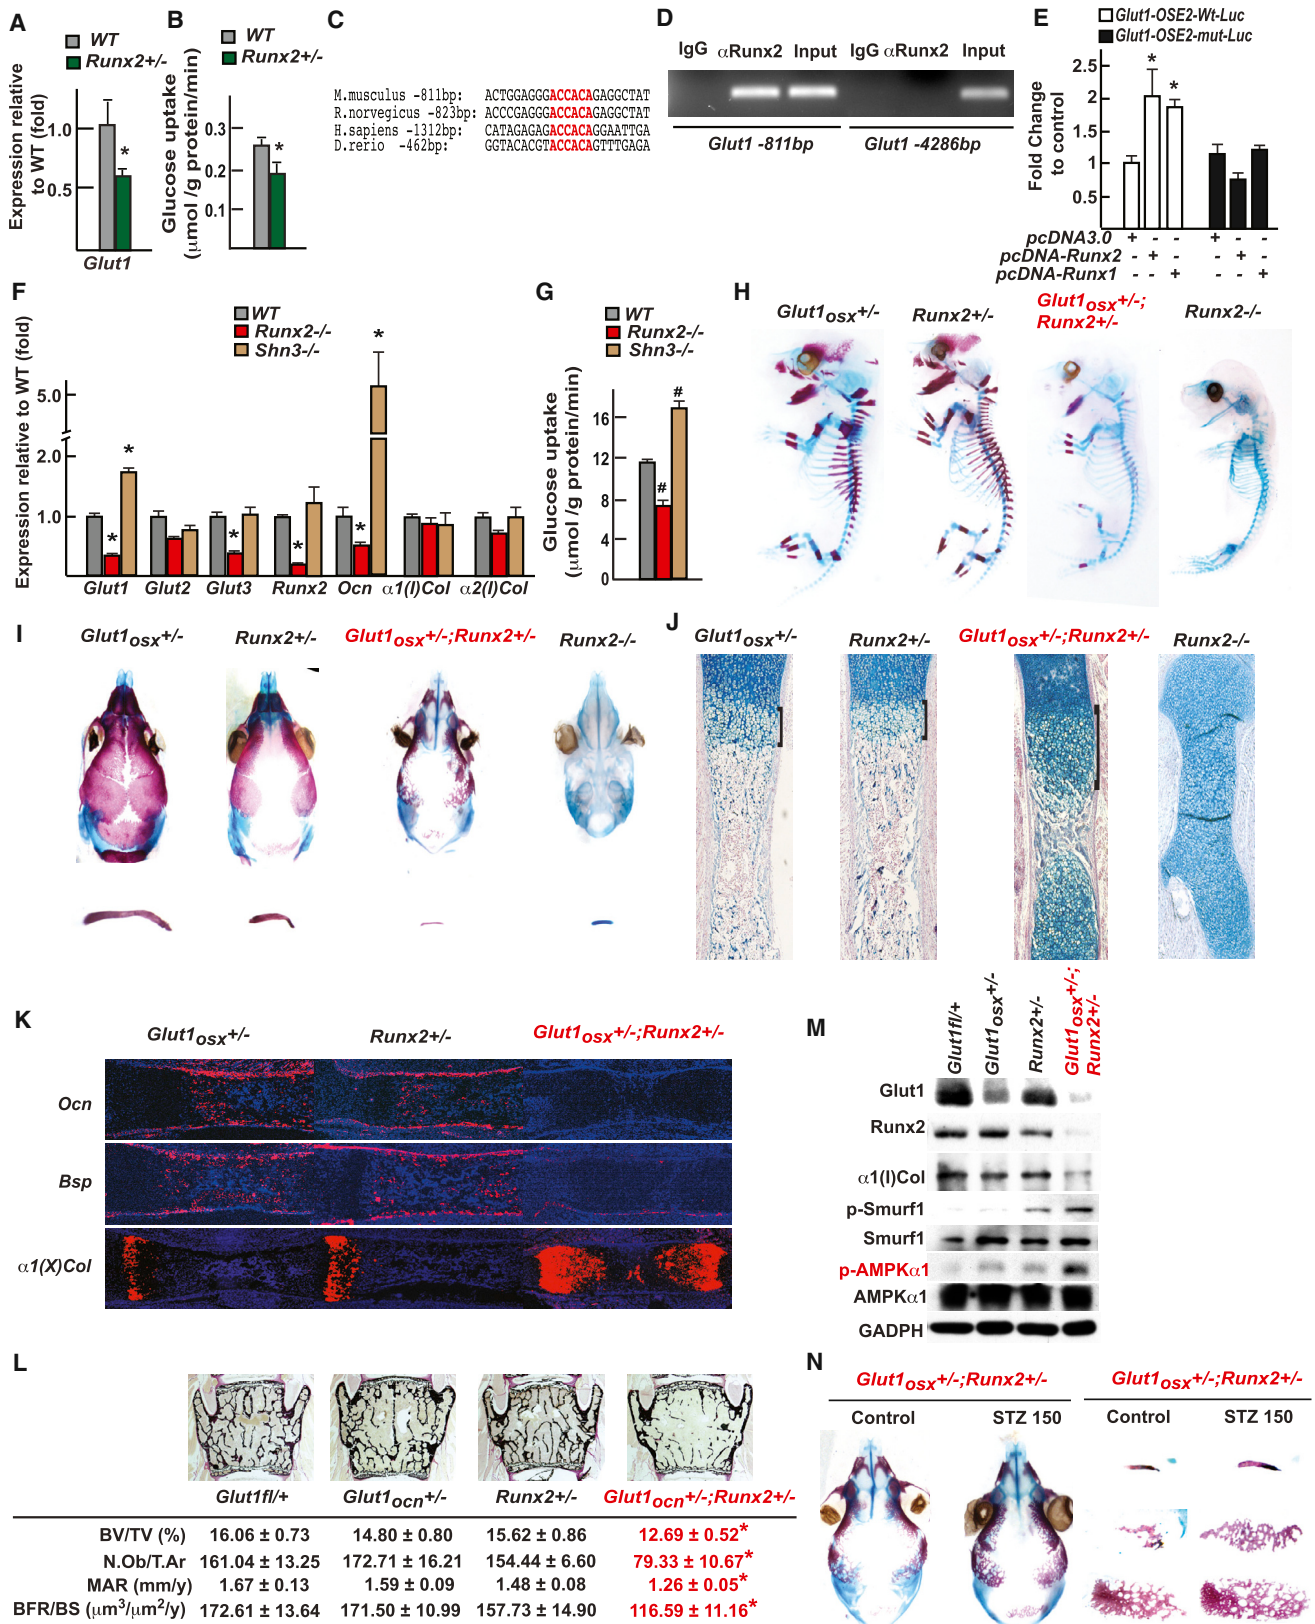 A
WT
Runx2+/-
Expression relative
to WT (fold)
1.0
0.5
*
Glut1
B
WT
Runx2+/-
Glucose uptake
(μmol /g protein/min)
0.3
0.2
0.1
*
C
M.musculus -811bp: ACTGGAGGGACCACAGAGGCTAT
R.norvegicus -823bp: ACCCGAGGGACCACAGAGGCTAT
H.sapiens -1312bp: CATAGAGAGACCACAGGAATTGA
D.rerio -462bp: GGTACACGTACCACAGTTTGAGA
D
IgG αRunx2 Input IgG αRunx2 Input
Glut1 -811bp Glut1 -4286bp
E
Glut1-OSE2-Wt-Luc
Glut1-OSE2-mut-Luc
Fold Change
to control
2.5
2
1.5
1
0.5
* *
pcDNA3.0 + - - + - -
pcDNA-Runx2 - + - - + -
pcDNA-Runx1 - - + - - +
F
WT
Runx2-/-
Shn3-/-
Expression relative to WT (fold)
5.0
2.0
1.0
* * * * * *
Glut1 Glut2 Glut3 Runx2 Ocn α1(I)Col α2(I)Col
G
WT
Runx2-/-
Shn3-/-
Glucose uptake
(μmol /g protein/min)
16
12
8
4
0
# #
H
Glut1osx+/- Runx2+/- Glut1osx+/-;
Runx2+/- Runx2-/-
I
Glut1osx+/- Runx2+/- Glut1osx+/-;Runx2+/- Runx2-/-
J
Glut1osx+/- Runx2+/- Glut1osx+/-;Runx2+/- Runx2-/-
K
Glut1osx+/- Runx2+/- Glut1osx+/-;Runx2+/-
Ocn
Bsp
α1(X)Col
L
Glut1fl/+ Glut1ocn+/- Runx2+/- Glut1ocn+/-;Runx2+/-
BV/TV (%) 16.06 ± 0.73 14.80 ± 0.80 15.62 ± 0.86 12.69 ± 0.52*
N.Ob/T.Ar 161.04 ± 13.25 172.71 ± 16.21 154.44 ± 6.60 79.33 ± 10.67*
MAR (mm/y) 1.67 ± 0.13 1.59 ± 0.09 1.48 ± 0.08 1.26 ± 0.05*
BFR/BS (μm3/μm2/y) 172.61 ± 13.64 171.50 ± 10.99 157.73 ± 14.90 116.59 ± 11.16*
M
Glut1fl/+
Glut1osx+/-
Runx2+/-
Glut1osx+/-;
Runx2+/-
Glut1
Runx2
α1(I)Col
p-Smurf1
Smurf1
p-AMPKα1
AMPKα1
GADPH
N
Glut1osx+/-;Runx2+/- Glut1osx+/-;Runx2+/-
Control STZ 150 Control STZ 150